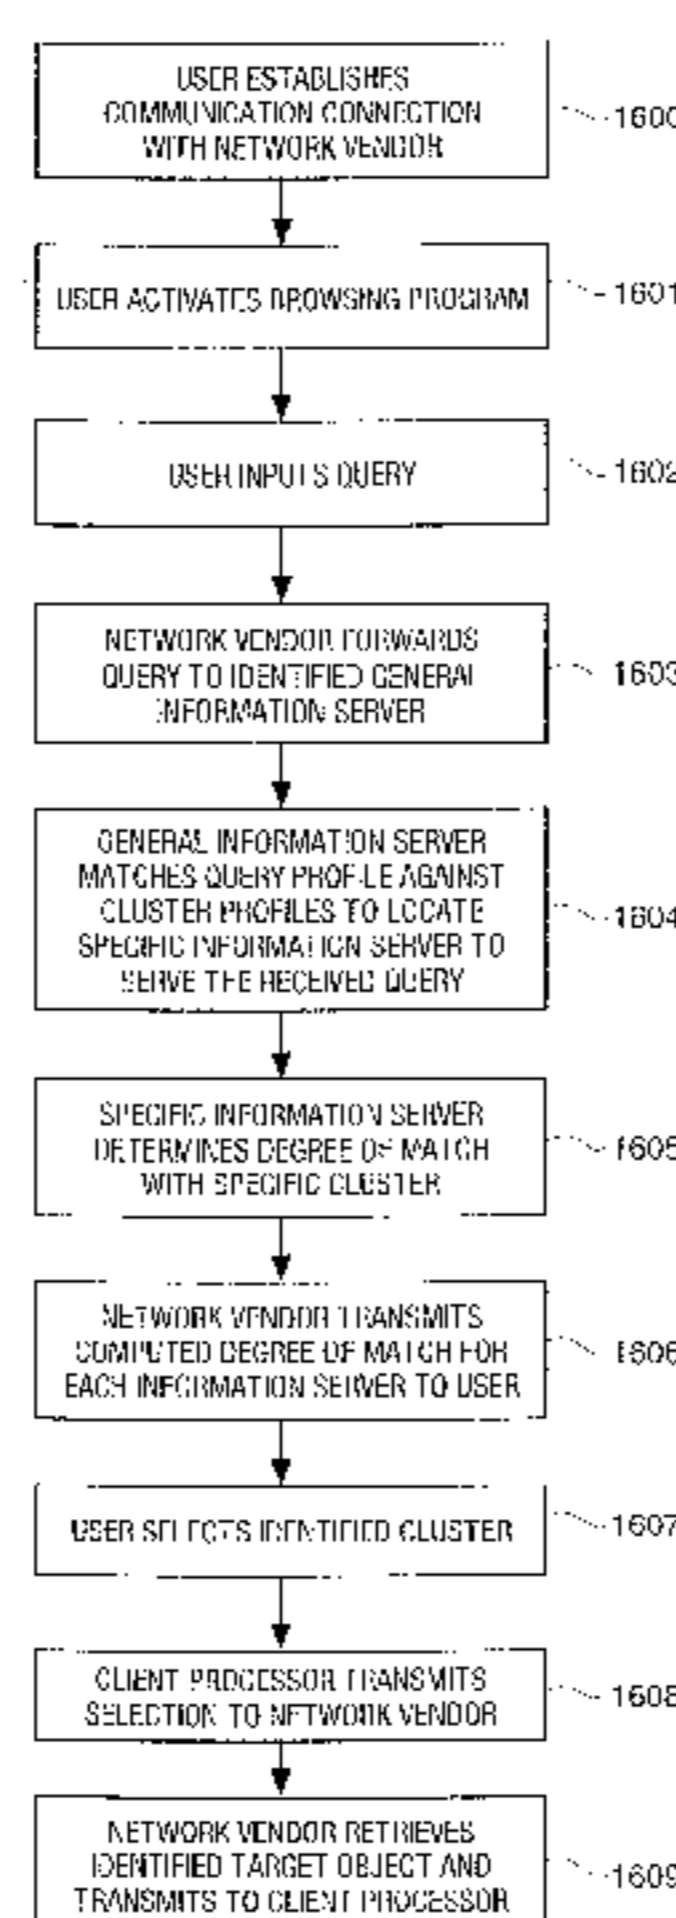 USER ESTABLISHES
COMMUNICATION CONNECTION
WITH NETWORK VENDOR
1600
USER ACTIVATES BROWSING PROGRAM
1601
USER INPUTS QUERY
1602
NETWORK VENDOR FORWARDS
QUERY TO IDENTIFIED GENERAL
INFORMATION SERVER
1603
GENERAL INFORMATION SERVER
MATCHES QUERY PROFILE AGAINST
CLUSTER PROFILES TO LOCATE
SPECIFIC INFORMATION SERVER TO
SERVE THE RECEIVED QUERY
1604
SPECIFIC INFORMATION SERVER
DETERMINES DEGREE OF MATCH
WITH SPECIFIC CLUSTER
1605
NETWORK VENDOR TRANSMITS
COMPUTED DEGREE OF MATCH FOR
EACH INFORMATION SERVER TO USER
1606
USER SELECTS IDENTIFIED CLUSTER
1607
CLIENT PROCESSOR TRANSMITS
SELECTION TO NETWORK VENDOR
1608
NETWORK VENDOR RETRIEVES
IDENTIFIED TARGET OBJECT AND
TRANSMITS TO CLIENT PROCESSOR
1609